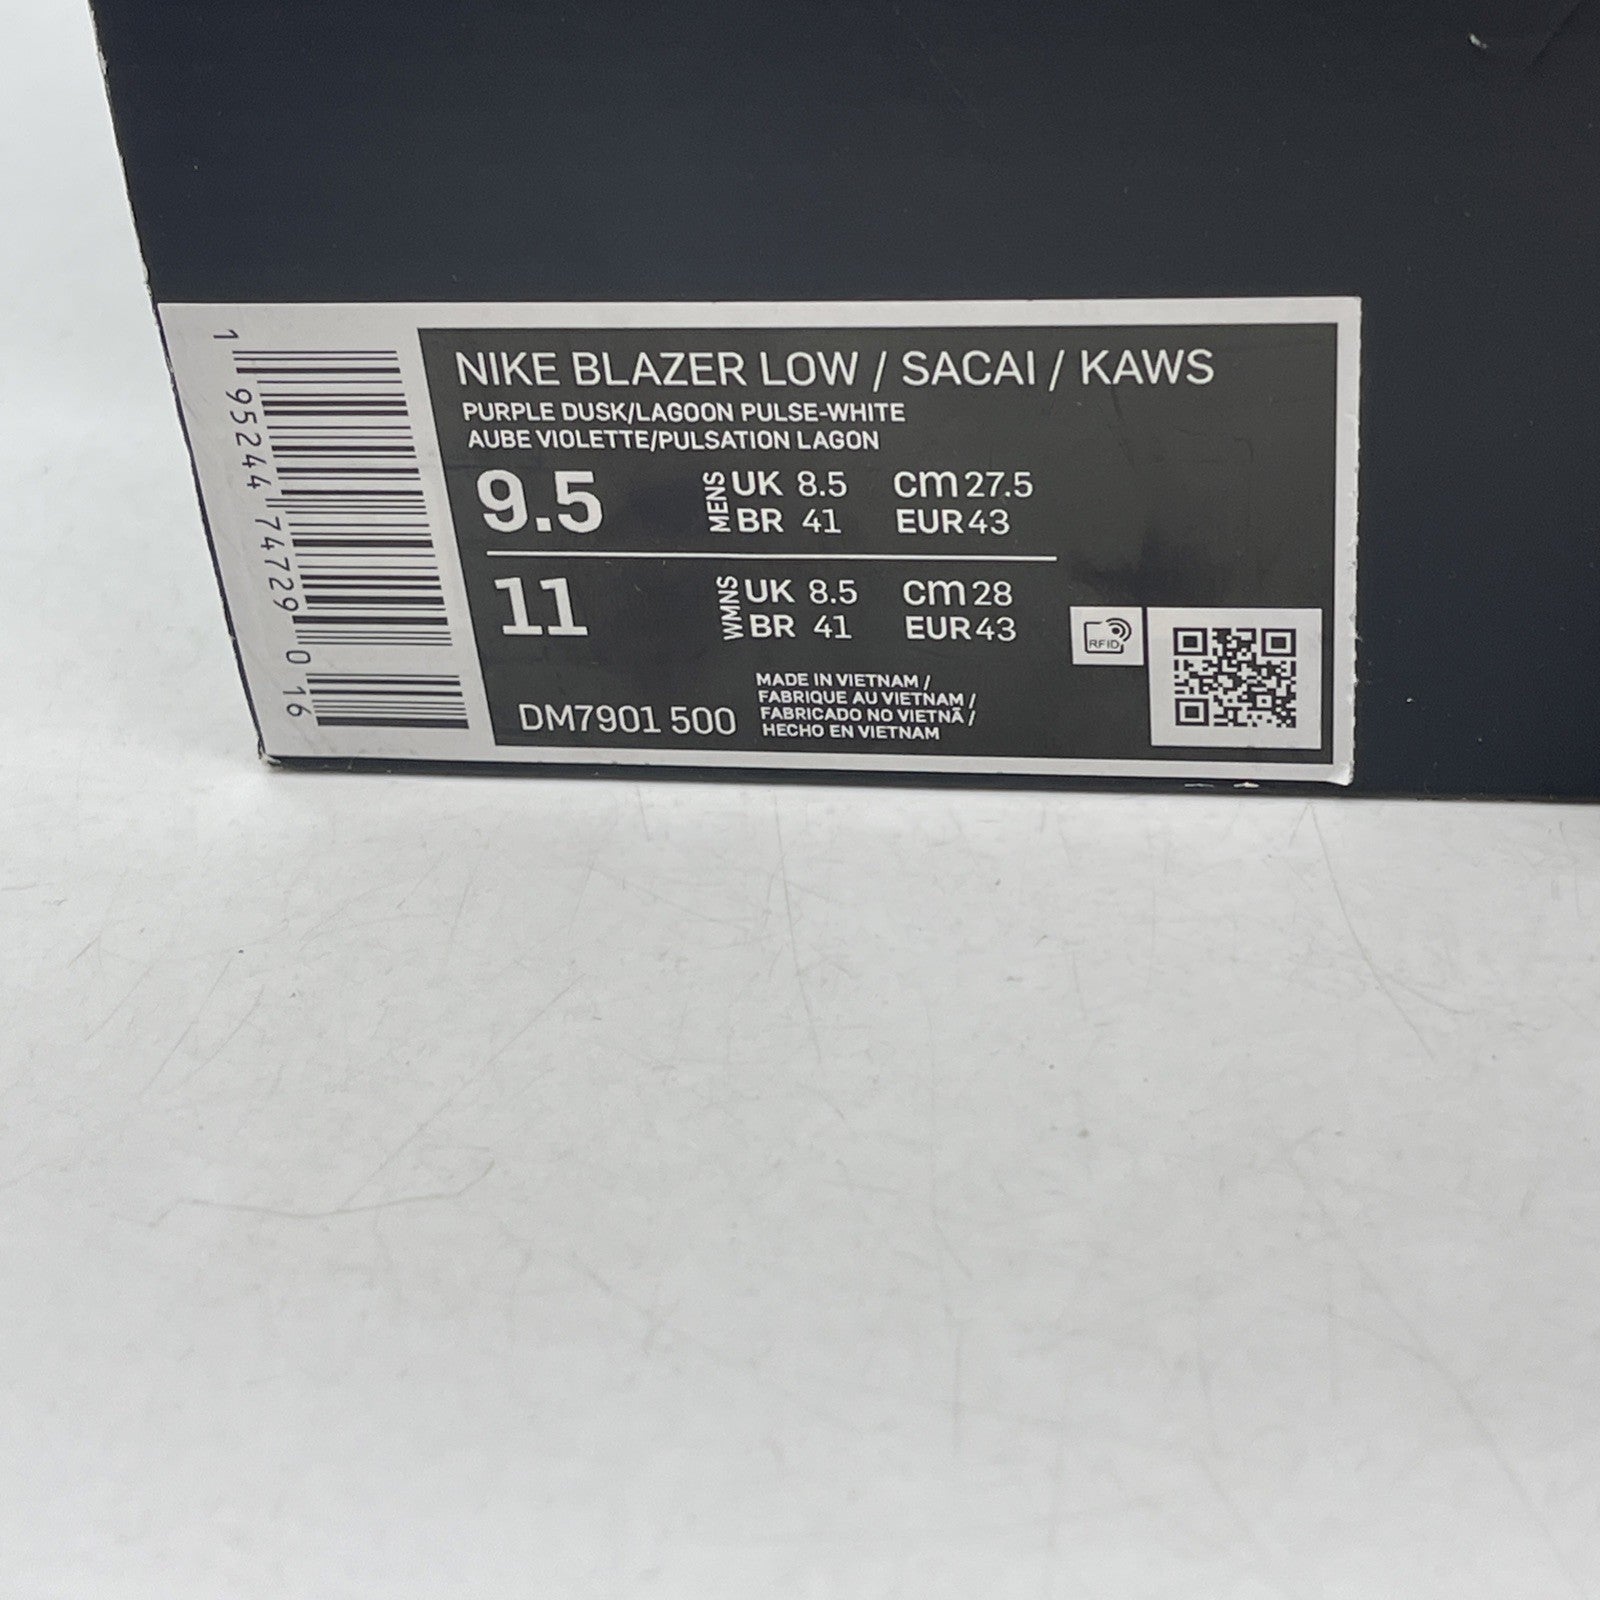 NIKE BLAZER LOW / SACAI / KAWS
PURPLE DUSK/LAGOON PULSE-WHITE
AUBE VIOLETTE/PULSATION LAGON
9.5 MENS UK 8.5 cm 27.5
BR 41 EUR 43
11 WMNS UK 8.5 cm 28
BR 41 EUR 43
MADE IN VIETNAM /
FABRIQUE AU VIETNAM /
FABRICADO NO VIETNÃ /
HECHO EN VIETNAM
DM7901 500
RFID
1 95244 74729 0 16